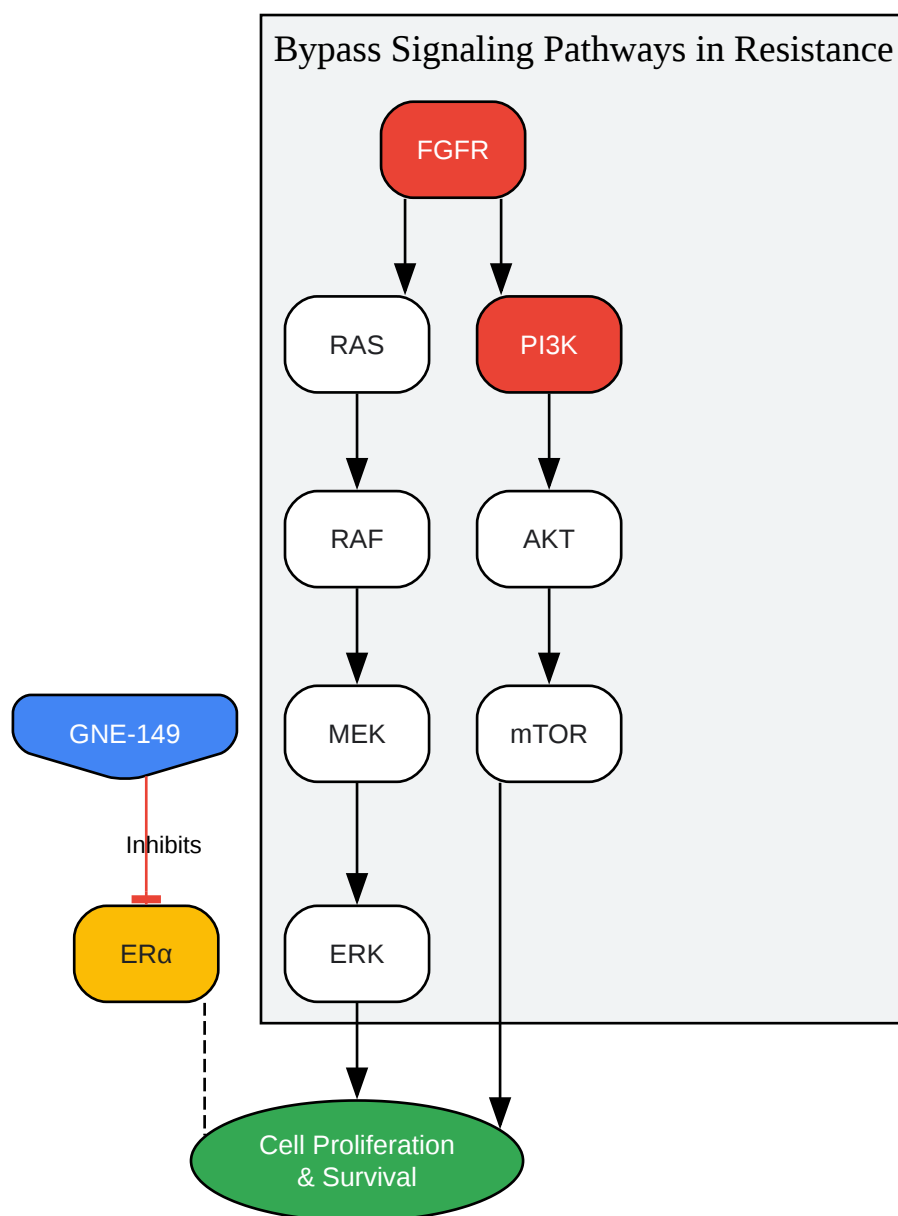 Bypass Signaling Pathways in Resistance
FGFR
RAS
PI3K
RAF
AKT
GNE-149
MEK
mTOR
Inhibits
ERα
ERK
Cell Proliferation
& Survival